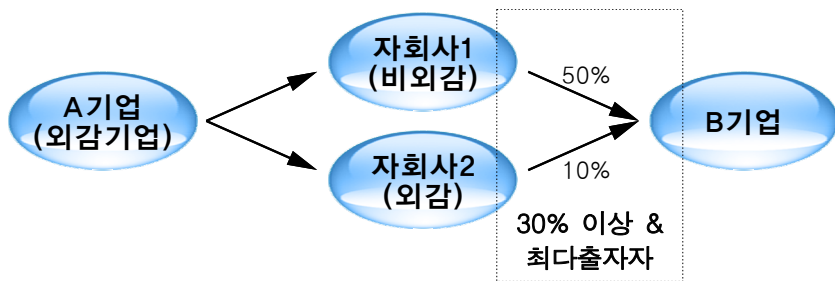 A기업
(외감기업)
자회사1
(비외감)
자회사2
(외감)
50%
10%
30% 이상 &
최다출자자
B기업